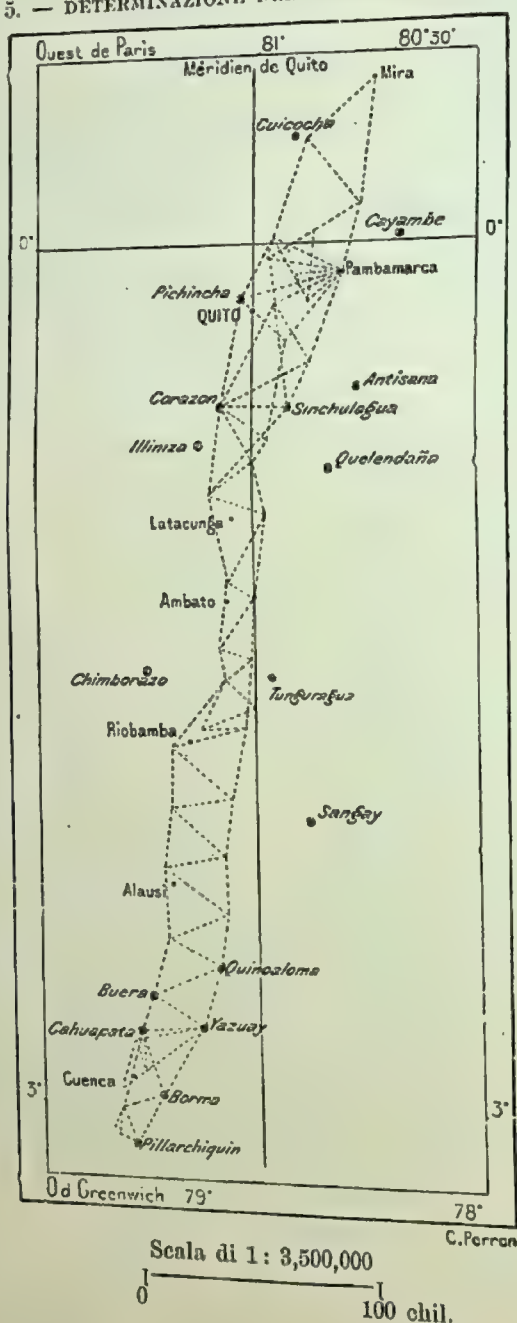 5. — DETERMINAZIONE
Ouest de Paris 81° 80°30'
Méridien de Quito
Mira
Cuicocha
Cayambe
0° 0°
Pambamarca
Pichincha
QUITO
Antisana
Corazon
Sinchulagua
Illiniza
Quelendaña
Latacunga
Ambato
Chimborazo
Tunguragua
Riobamba
Sangay
Alausi
Quinoaloma
Buera
Cahuapata
Yazuay
Cuenca
3° 3°
Borma
Pillarchiquin
O d Greenwich 79° 78°
C. Perron
Scala di 1: 3,500,000
0 100 chil.